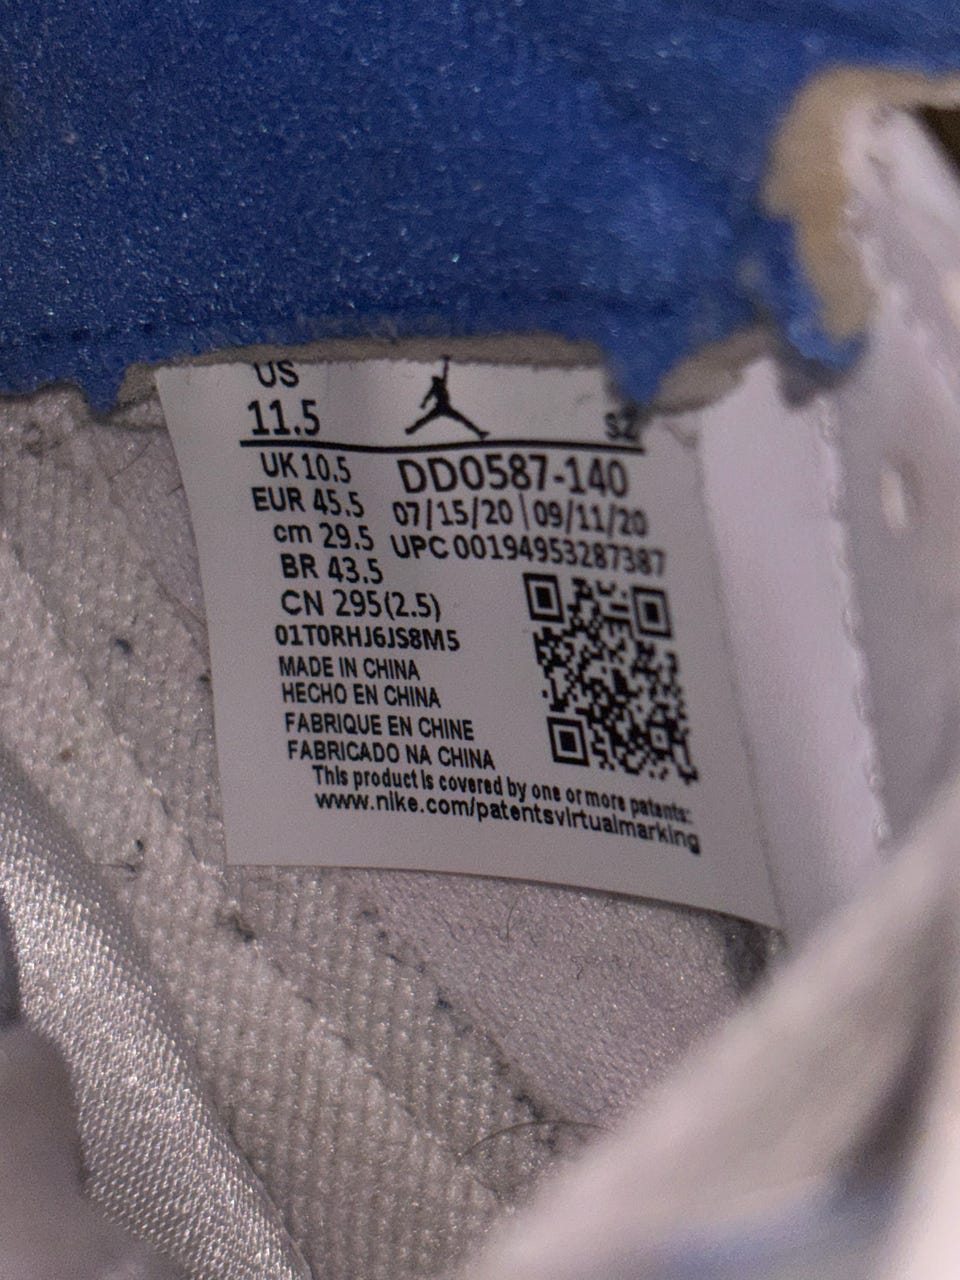 US
11.5
SZ
UK 10.5
DD0587-140
EUR 45.5
07/15/20 | 09/11/20
cm 29.5
UPC 00194953287387
BR 43.5
CN 295(2.5)
01T0RHJ6JS8M5
MADE IN CHINA
HECHO EN CHINA
FABRIQUE EN CHINE
FABRICADO NA CHINA
This product is covered by one or more patents:
www.nike.com/patentsvirtualmarking